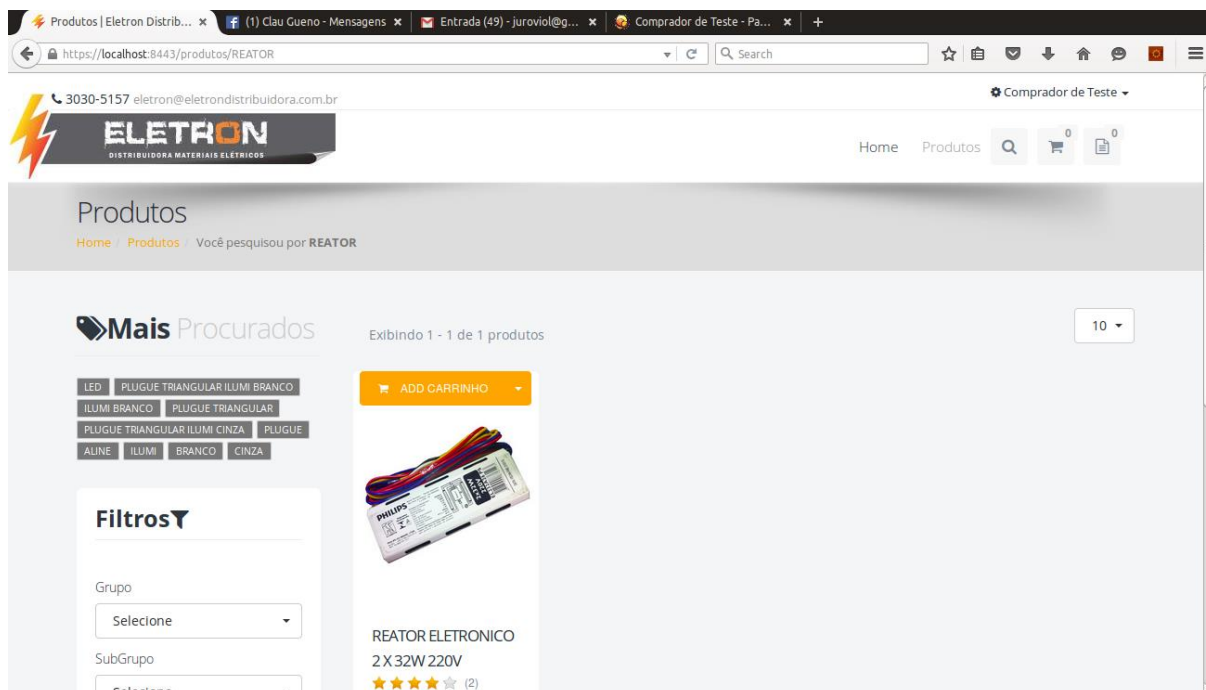 Produtos | Eletron Distrib...
(1) Clau Gueno - Mensagens
Entrada (49) - juroviol@g...
Comprador de Teste - Pa...
https://localhost:8443/produtos/REATOR
Search
3030-5157 eletron@eletrondistribuidora.com.br
Comprador de Teste
ELETRON
DISTRIBUIDORA MATERIAIS ELÉTRICOS
Home Produtos 0 0
Produtos
Home / Produtos / Você pesquisou por REATOR
Mais Procurados
Exibindo 1 - 1 de 1 produtos
10
LED PLUGUE TRIANGULAR ILUMI BRANCO
ILUMI BRANCO PLUGUE TRIANGULAR
PLUGUE TRIANGULAR ILUMI CINZA PLUGUE
ALINE ILUMI BRANCO CINZA
ADD CARRINHO
PHILIPS
Filtros
Grupo
Selecione
SubGrupo
Selecione
REATOR ELETRONICO
2 X 32W 220V
(2)